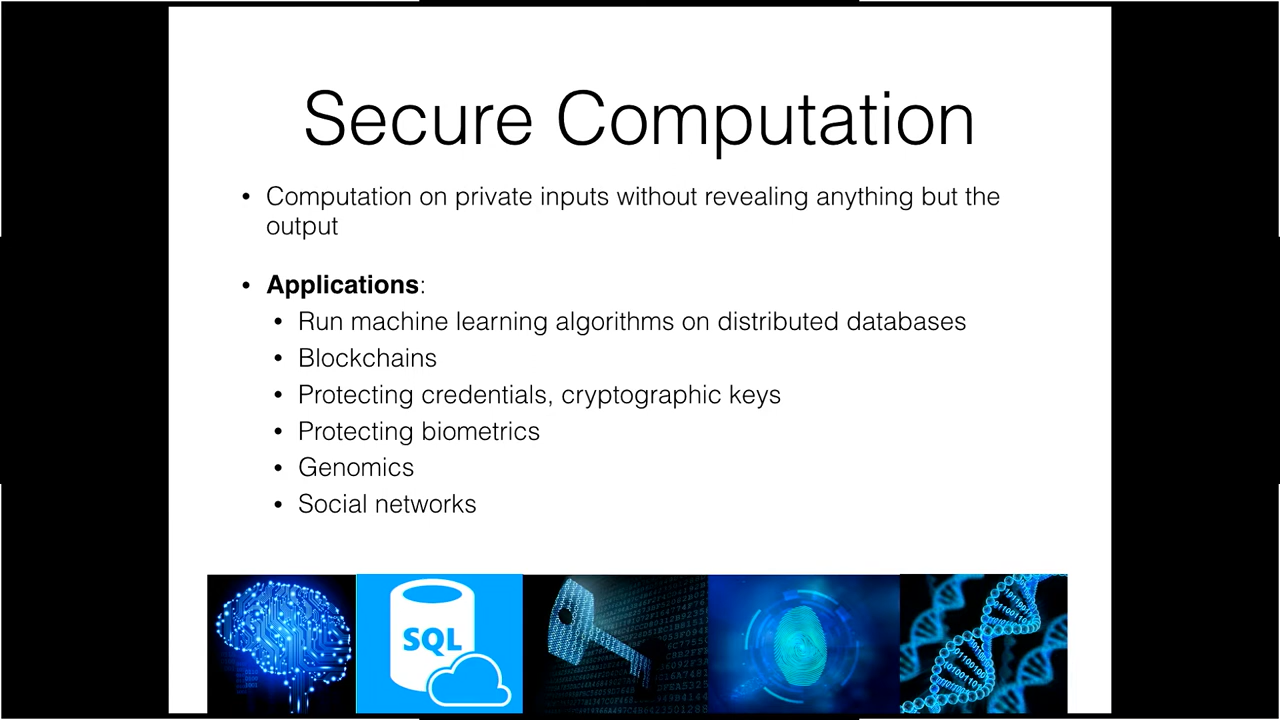 Secure Computation
• Computation on private inputs without revealing anything but the
output
• Applications:
• Run machine learning algorithms on distributed databases
• Blockchains
• Protecting credentials, cryptographic keys
• Protecting biometrics
• Genomics
• Social networks
SQL